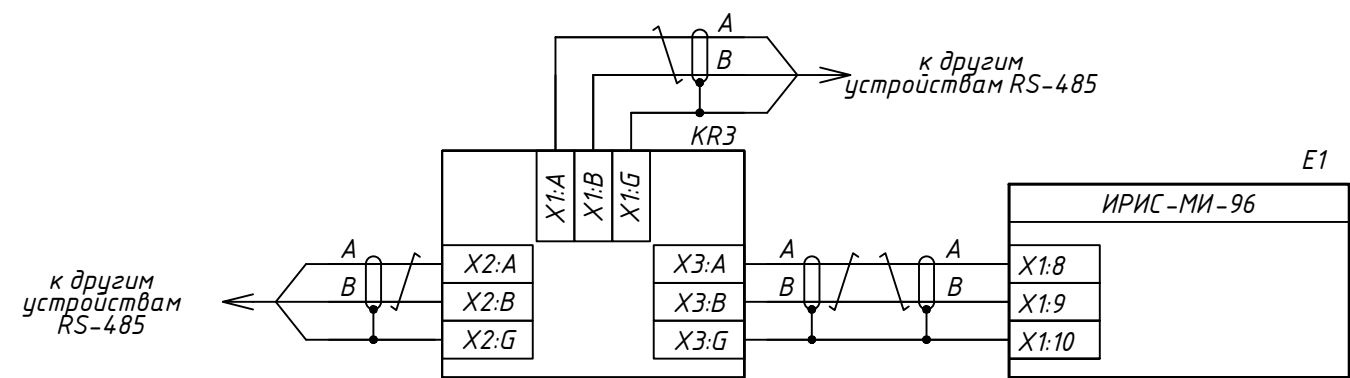 A
B
к другим
устройствам RS-485
KR3
E1
X1:A
X1:B
X1:G
ИРИС-МИ-96
A
X2:A
X3:A
A
A
X1:8
к другим
устройствам
RS-485
B
X2:B
X3:B
B
B
X1:9
X2:G
X3:G
X1:10